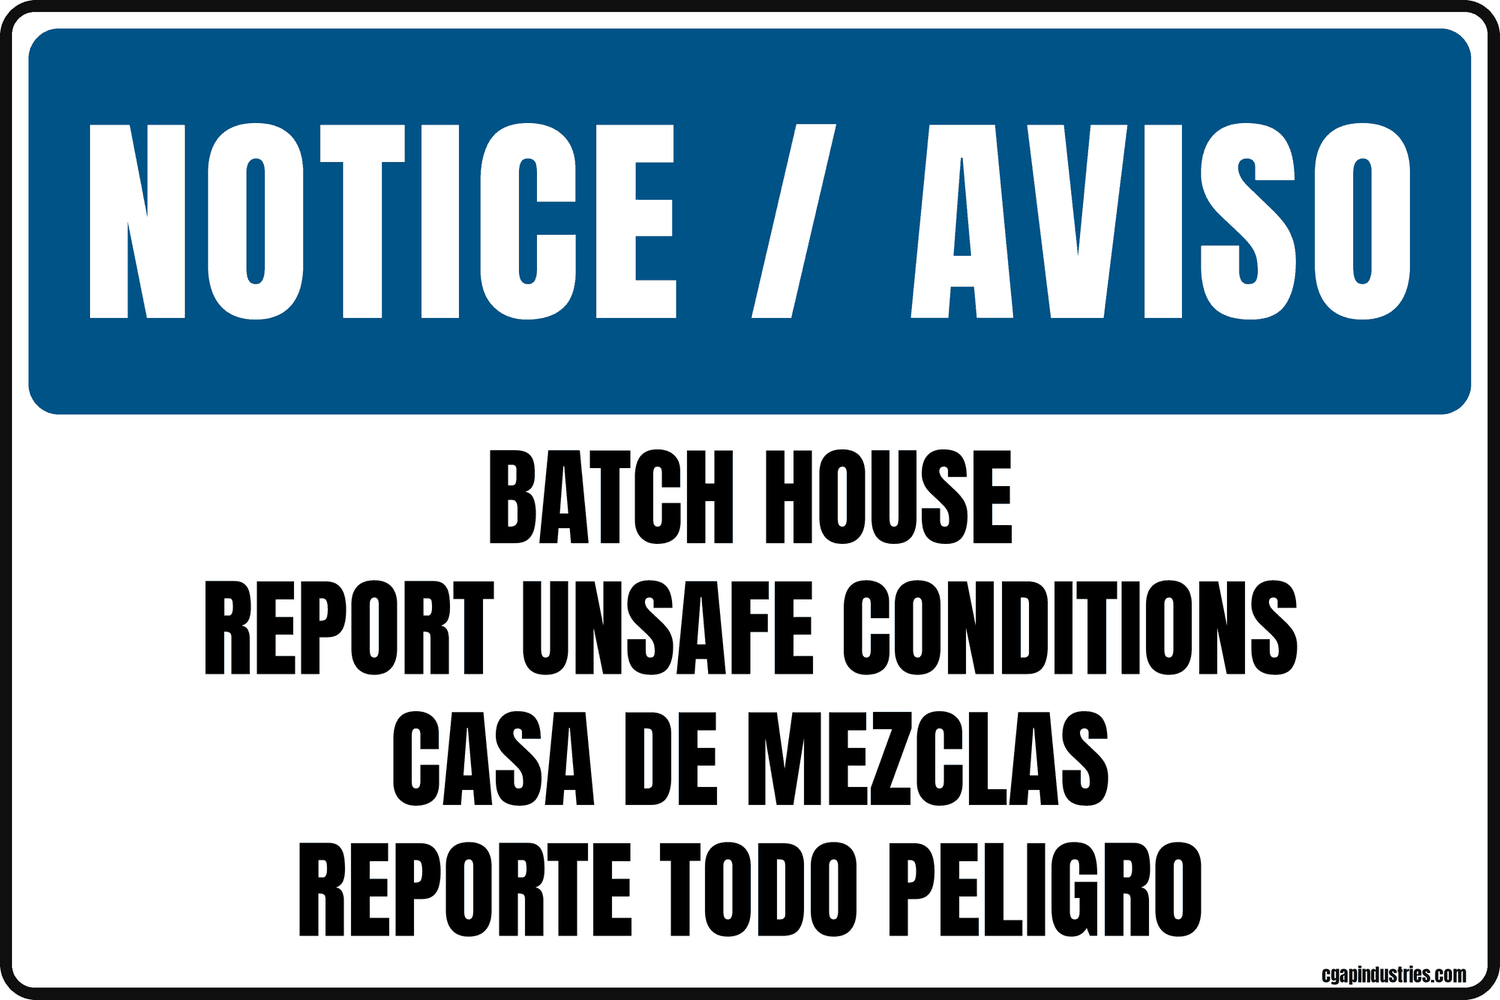 NOTICE / AVISO
BATCH HOUSE
REPORT UNSAFE CONDITIONS
CASA DE MEZCLAS
REPORTE TODO PELIGRO
cgapindustries.com